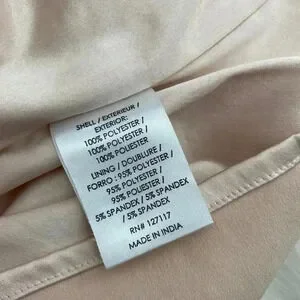 SHELL / EXTERIEUR /
EXTERIOR:
100% POLYESTER /
100% POLYESTER /
100% POLIESTER
LINING / DOUBLURE /
FORRO : 95% POLYESTER /
95% POLYESTER /
95% POLIESTER /
5% SPANDEX / 5% SPANDEX
/ 5% SPANDEX
RN# 127117
MADE IN INDIA